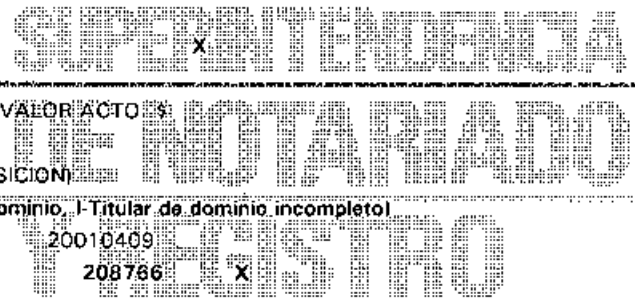 SUPERINTENDENCIA
X
VALOR ACTO $
DE NOTARIADO
SICION)
ominio, I-Titular de dominio incompleto)
20010409
Y REGISTRO
208766 X